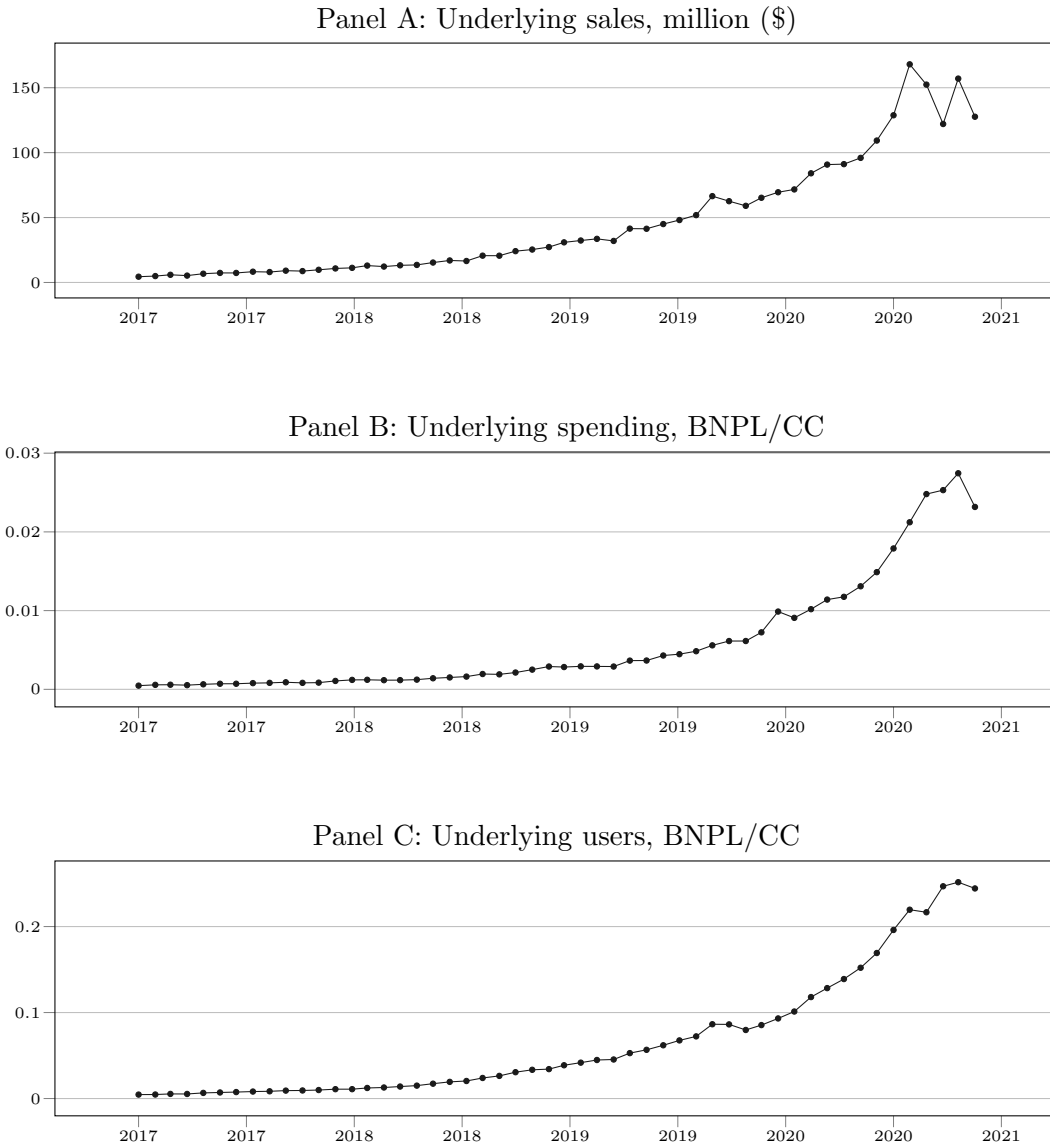 Panel A: Underlying sales, million ($)
150
100
50
0
2017 2017 2018 2018 2019 2019 2020 2020 2021
Panel B: Underlying spending, BNPL/CC
0.03
0.02
0.01
0
2017 2017 2018 2018 2019 2019 2020 2020 2021
Panel C: Underlying users, BNPL/CC
0.2
0.1
0
2017 2017 2018 2018 2019 2019 2020 2020 2021